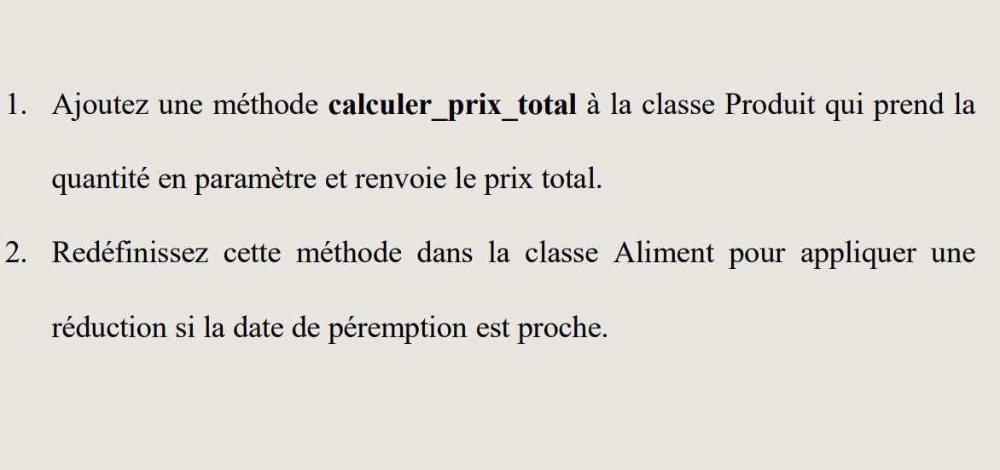 1. Ajoutez une méthode calculer_prix_total à la classe Produit qui prend la
quantité en paramètre et renvoie le prix total.
2. Redéfinissez cette méthode dans la classe Aliment pour appliquer une
réduction si la date de péremption est proche.